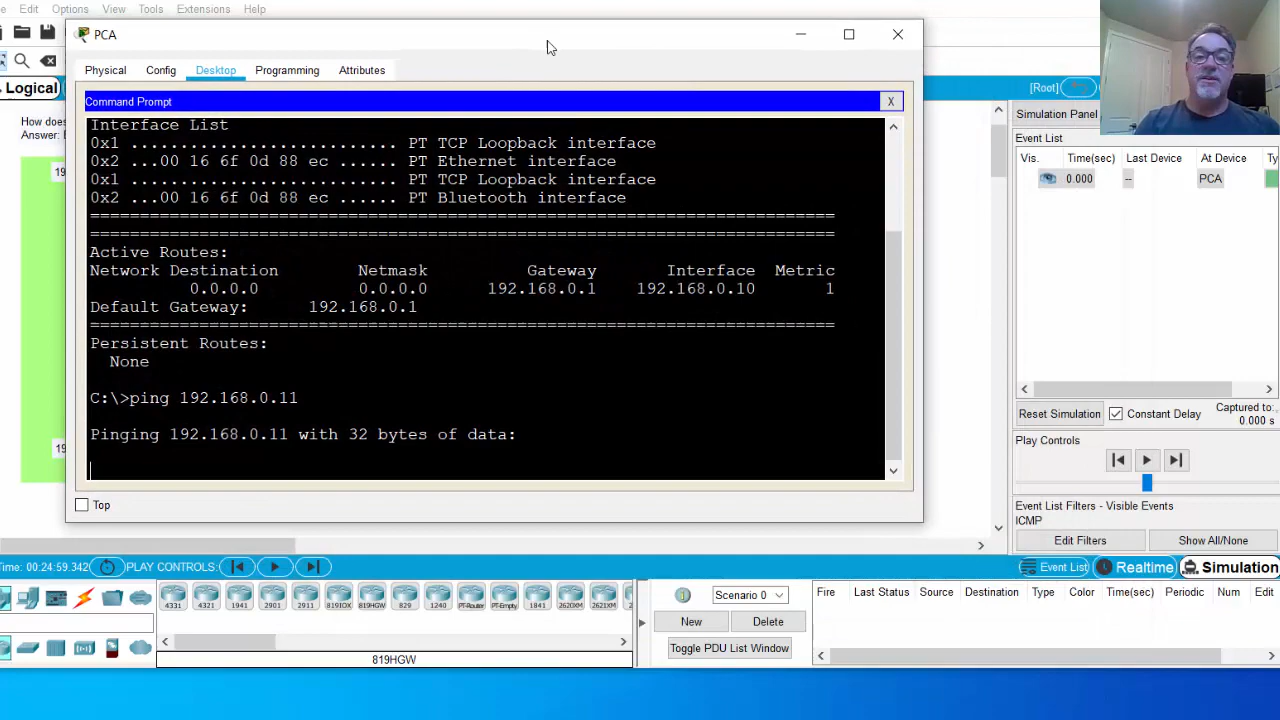 Edit Options View Tools Extensions Help
PCA
Physical Config Desktop Programming Attributes
Logical
[Root]
How does
Answer:
19
19
Command Prompt X
Interface List
0x1 ........................... PT TCP Loopback interface
0x2 ...00 16 6f 0d 88 ec ...... PT Ethernet interface
0x1 ........................... PT TCP Loopback interface
0x2 ...00 16 6f 0d 88 ec ...... PT Bluetooth interface
===========================================================================
===========================================================================
Active Routes:
Network Destination Netmask Gateway Interface Metric
0.0.0.0 0.0.0.0 192.168.0.1 192.168.0.10 1
Default Gateway: 192.168.0.1
===========================================================================
Persistent Routes:
None
C:\>ping 192.168.0.11
Pinging 192.168.0.11 with 32 bytes of data:
Top
Simulation Panel
Event List
Vis. Time(sec) Last Device At Device Ty
0.000 -- PCA
Reset Simulation Constant Delay Captured to:
0.000 s
Play Controls
Event List Filters - Visible Events
ICMP
Edit Filters Show All/None
Time: 00:24:59.342 PLAY CONTROLS: Event List Realtime Simulation
4331 4321 1941 2901 2911 819IOX 819HGW 829 1240 PT-Router PT-Empty 1841 2620XM 2621XM
819HGW
Scenario 0
New Delete
Toggle PDU List Window
Fire Last Status Source Destination Type Color Time(sec) Periodic Num Edit